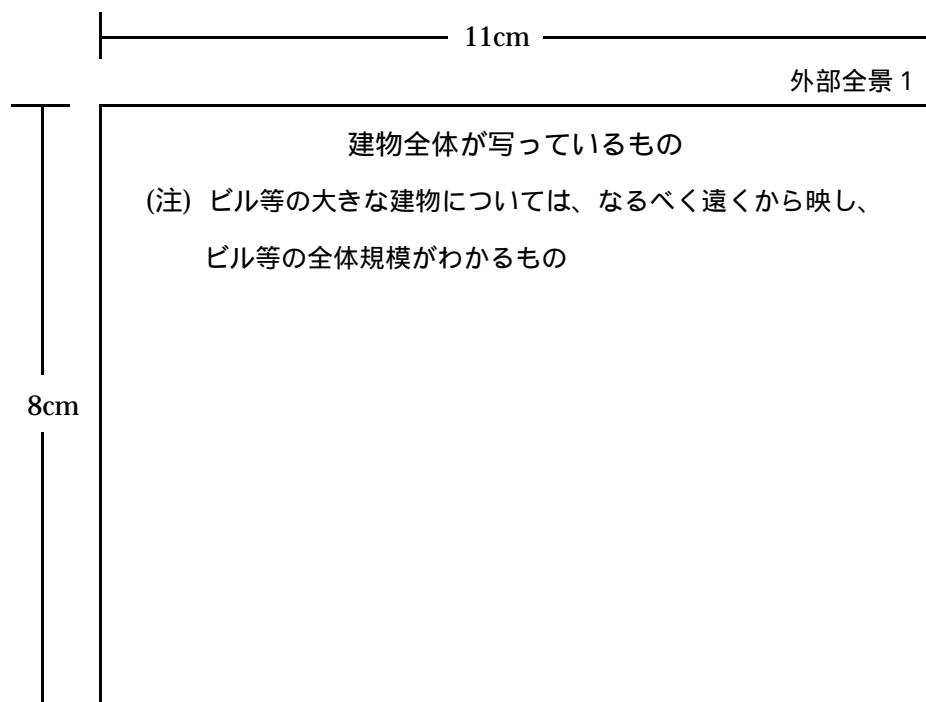 11cm
外部全景 1
建物全体が写っているもの
(注) ビル等の大きな建物については、なるべく遠くから映し、
ビル等の全体規模がわかるもの
8cm